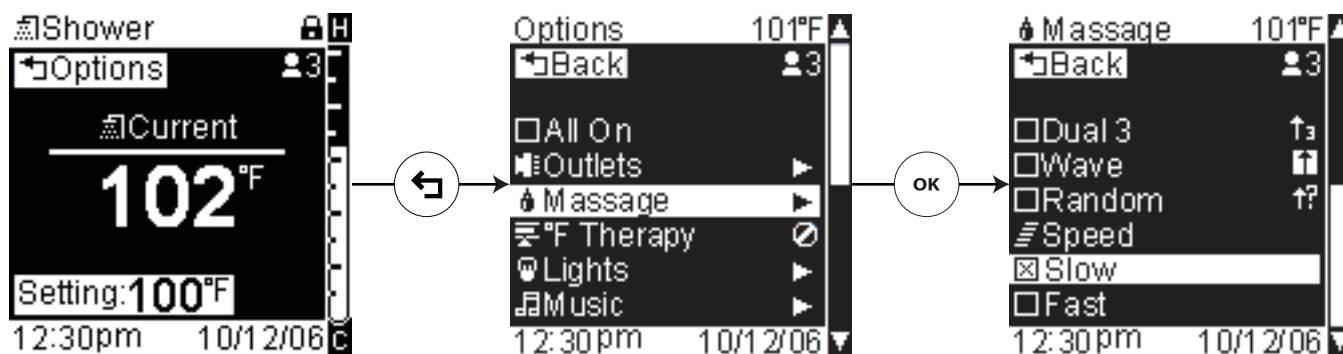 Shower H
Options 3
Current
102°F
Setting:100°F
12:30pm 10/12/06 C
Options 101°F
Back 3
All On
Outlets
Massage
°F Therapy
Lights
Music
12:30pm 10/12/06
OK
Massage 101°F
Back 3
Dual 3 3
Wave
Random ?
Speed
Slow
Fast
12:30pm 10/12/06